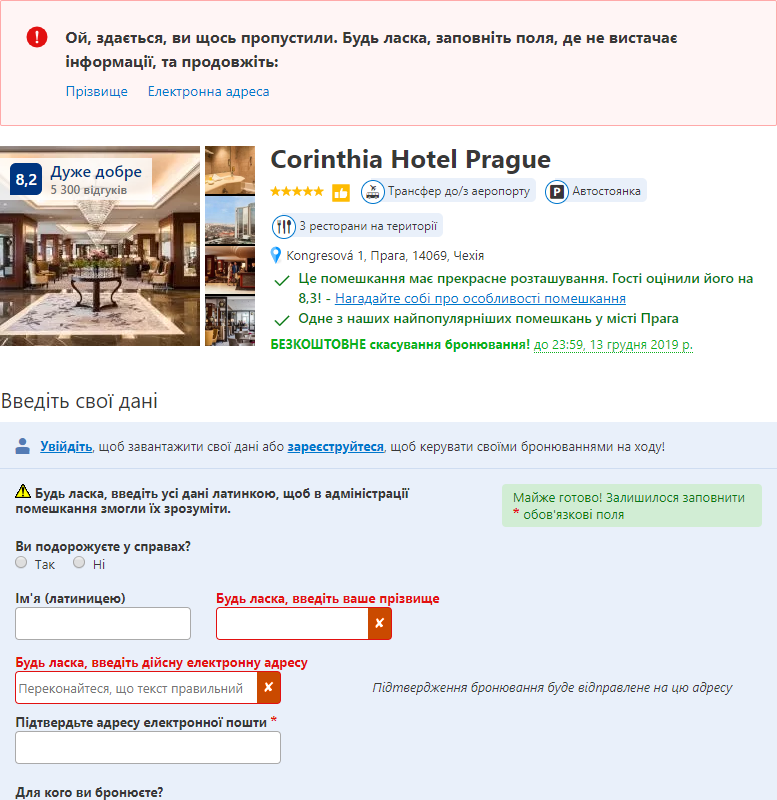 Ой, здається, ви щось пропустили. Будь ласка, заповніть поля, де не вистачає
інформації, та продовжіть:
Прізвище Електронна адреса
8,2 Дуже добре
5 300 відгуків
Corinthia Hotel Prague
Трансфер до/з аеропорту P Автостоянка
3 ресторани на території
Kongresová 1, Прага, 14069, Чехія
Це помешкання має прекрасне розташування. Гості оцінили його на
8,3! - Нагадайте собі про особливості помешкання
Одне з наших найпопулярніших помешкань у місті Прага
БЕЗКОШТОВНЕ скасування бронювання! до 23:59, 13 грудня 2019 р.
Введіть свої дані
Увійдіть, щоб завантажити свої дані або зареєструйтеся, щоб керувати своїми бронюваннями на ходу!
Будь ласка, введіть усі дані латинкою, щоб в адміністрації
помешкання змогли їх зрозуміти.
Майже готово! Залишилося заповнити
* обов'язкові поля
Ви подорожуєте у справах?
Так Ні
Ім'я (латиницею) Будь ласка, введіть ваше прізвище
Будь ласка, введіть дійсну електронну адресу
Переконайтеся, що текст правильний
Підтвердження бронювання буде відправлене на цю адресу
Підтвердьте адресу електронної пошти *
Для кого ви бронюєте?